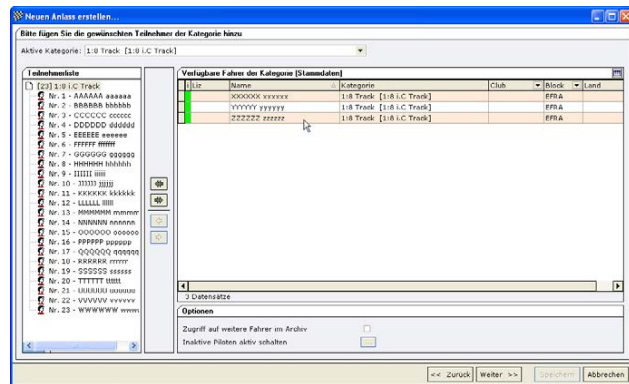 Neuen Anlass erstellen...
Bitte fügen Sie die gewünschten Teilnehmer der Kategorie hinzu
Aktive Kategorie: 1:8 Track [1:8 i.C Track]
Teilnehmerliste
[23] 1:8 i.C Track
Nr. 1 - AAAAAA aaaaaa
Nr. 2 - BBBBBB bbbbbb
Nr. 3 - CCCCCC cccccc
Nr. 4 - DDDDDD dddddd
Nr. 5 - EEEEEE eeeeee
Nr. 6 - FFFFFF ffffff
Nr. 7 - GGGGGG gggggg
Nr. 8 - HHHHHH hhhhhh
Nr. 9 - IIIIII iiiiii
Nr. 10 - JJJJJJ jjjjjj
Nr. 11 - KKKKKK kkkkkk
Nr. 12 - LLLLLL llllll
Nr. 13 - MMMMMM mmmm
Nr. 14 - NNNNNN nnnnnn
Nr. 15 - OOOOOO oooooo
Nr. 16 - PPPPPP pppppp
Nr. 17 - QQQQQQ qqqqqq
Nr. 18 - RRRRRR rrrrrr
Nr. 19 - SSSSSS ssssss
Nr. 20 - TTTTTT tttttt
Nr. 21 - UUUUUU uuuuuu
Nr. 22 - VVVVVV vvvvvv
Nr. 23 - WWWWWW wwww
Verfügbare Fahrer der Kategorie [Stammdaten]
i Liz Name Kategorie Club Block Land
XXXXXX xxxxxx 1:8 Track [1:8 i.C Track] EFRA
YYYYYY yyyyyy 1:8 Track [1:8 i.C Track] EFRA
ZZZZZZ zzzzzz 1:8 Track [1:8 i.C Track] EFRA
3 Datensätze
Optionen
Zugriff auf weitere Fahrer im Archiv
Inaktive Piloten aktiv schalten
<< Zurück Weiter >> Speichern Abbrechen